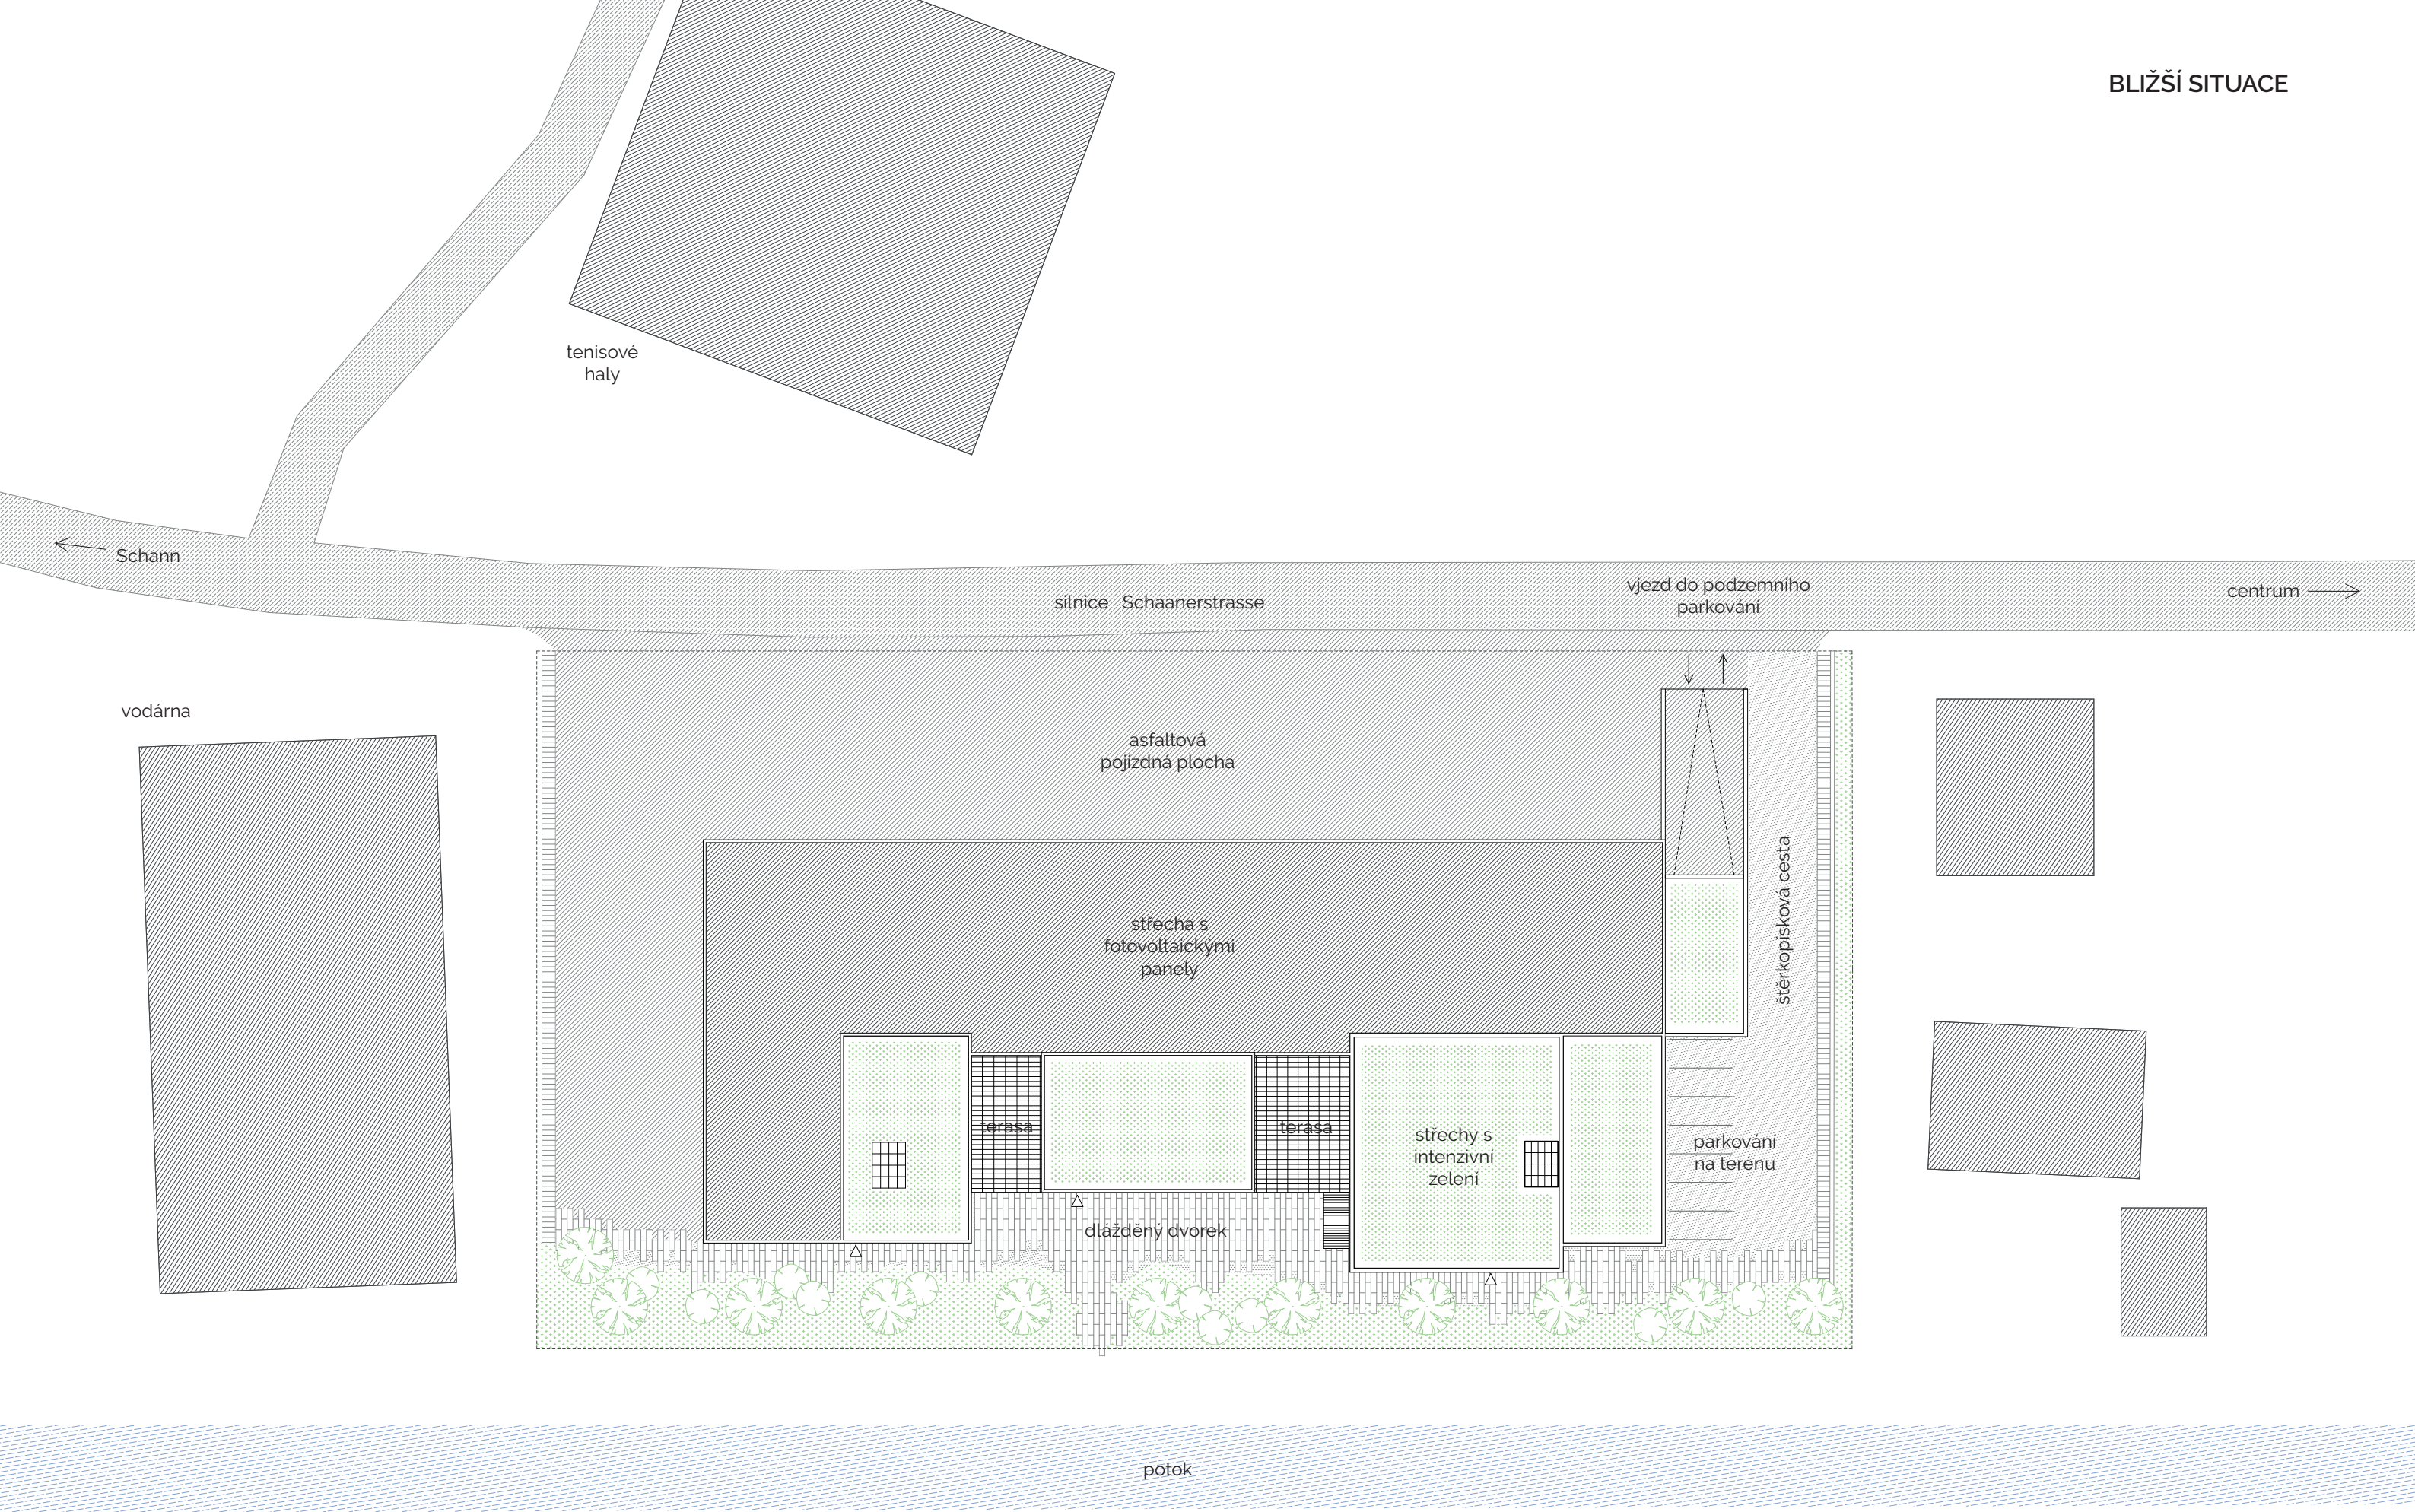 BLIŽŠÍ SITUACE
tenisové
haly
Schann
silnice Schaanerstrasse
vjezd do podzemního
parkování
centrum
vodárna
asfaltová
pojízdná plocha
štěrkopísková cesta
střecha s
fotovoltaickými
panely
terasa
terasa
střechy s
intenzivní
zelení
parkování
na terénu
dlážděný dvorek
potok